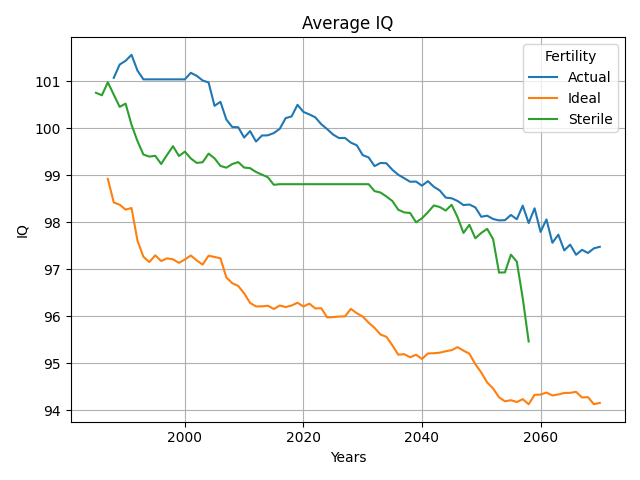 Average IQ
Fertility
Actual
Ideal
Sterile
IQ
101
100
99
98
97
96
95
94
2000
2020
2040
2060
Years